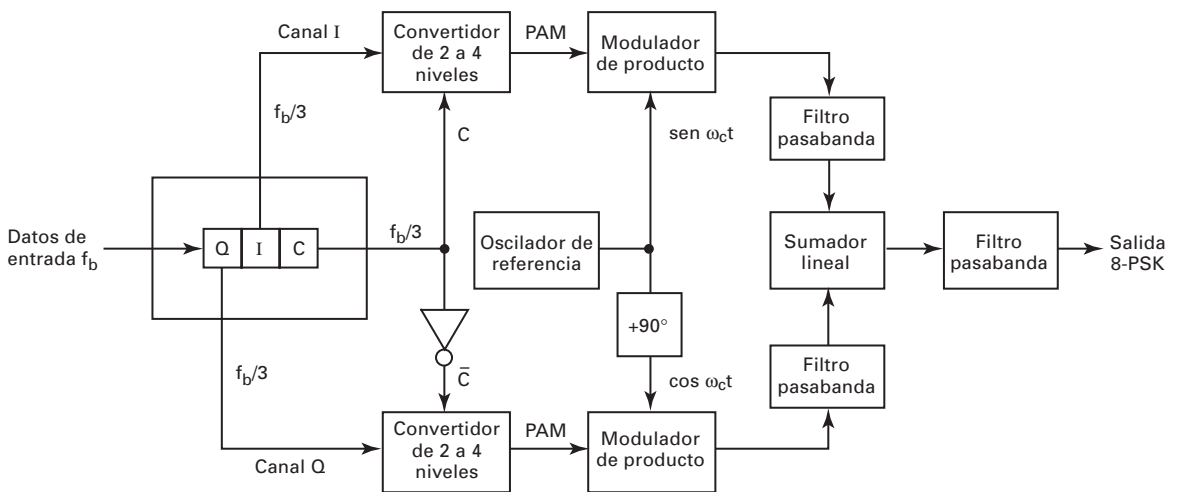 Canal I
Convertidor
de 2 a 4
niveles
PAM
Modulador
de producto
f_b/3
C
sen ω_ct
Filtro
pasabanda
Datos de
entrada f_b
Q I C
f_b/3
Oscilador de
referencia
Sumador
lineal
Filtro
pasabanda
Salida
8-PSK
+90°
f_b/3
C̄
cos ω_ct
Filtro
pasabanda
Canal Q
Convertidor
de 2 a 4
niveles
PAM
Modulador
de producto